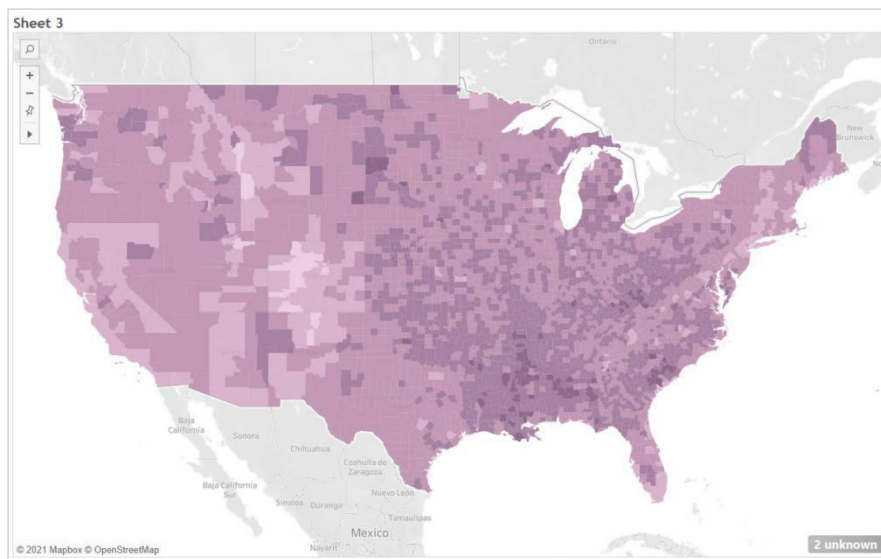 Sheet 3
Ontario
New
Brunswick
Baja
California
Sonora
Chihuahua
Coahuila de
Zaragoza
Baja California
Sur
Nuevo León
Sinaloa
Durango
Tamaulipas
Mexico
Nayarit
© 2021 Mapbox © OpenStreetMap
2 unknown